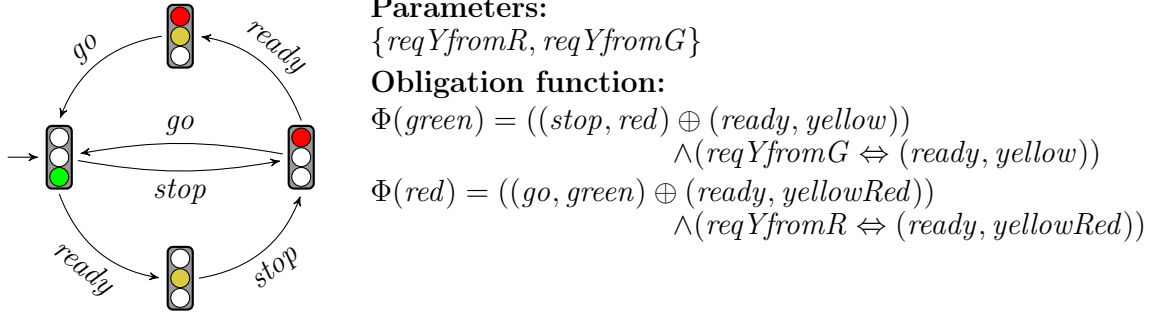 Parameters:
{reqYfromR, reqYfromG}
Obligation function:
Φ(green) = ((stop, red) ⊕ (ready, yellow))
∧(reqYfromG ⇔ (ready, yellow))
Φ(red) = ((go, green) ⊕ (ready, yellowRed))
∧(reqYfromR ⇔ (ready, yellowRed))
go
ready
go
stop
ready
stop